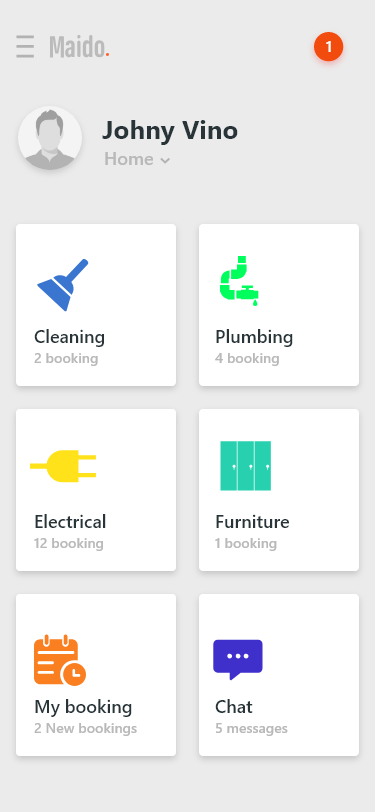 Maido.
1
Johny Vino
Home
Cleaning
2 booking
Plumbing
4 booking
Electrical
12 booking
Furniture
1 booking
My booking
2 New bookings
Chat
5 messages